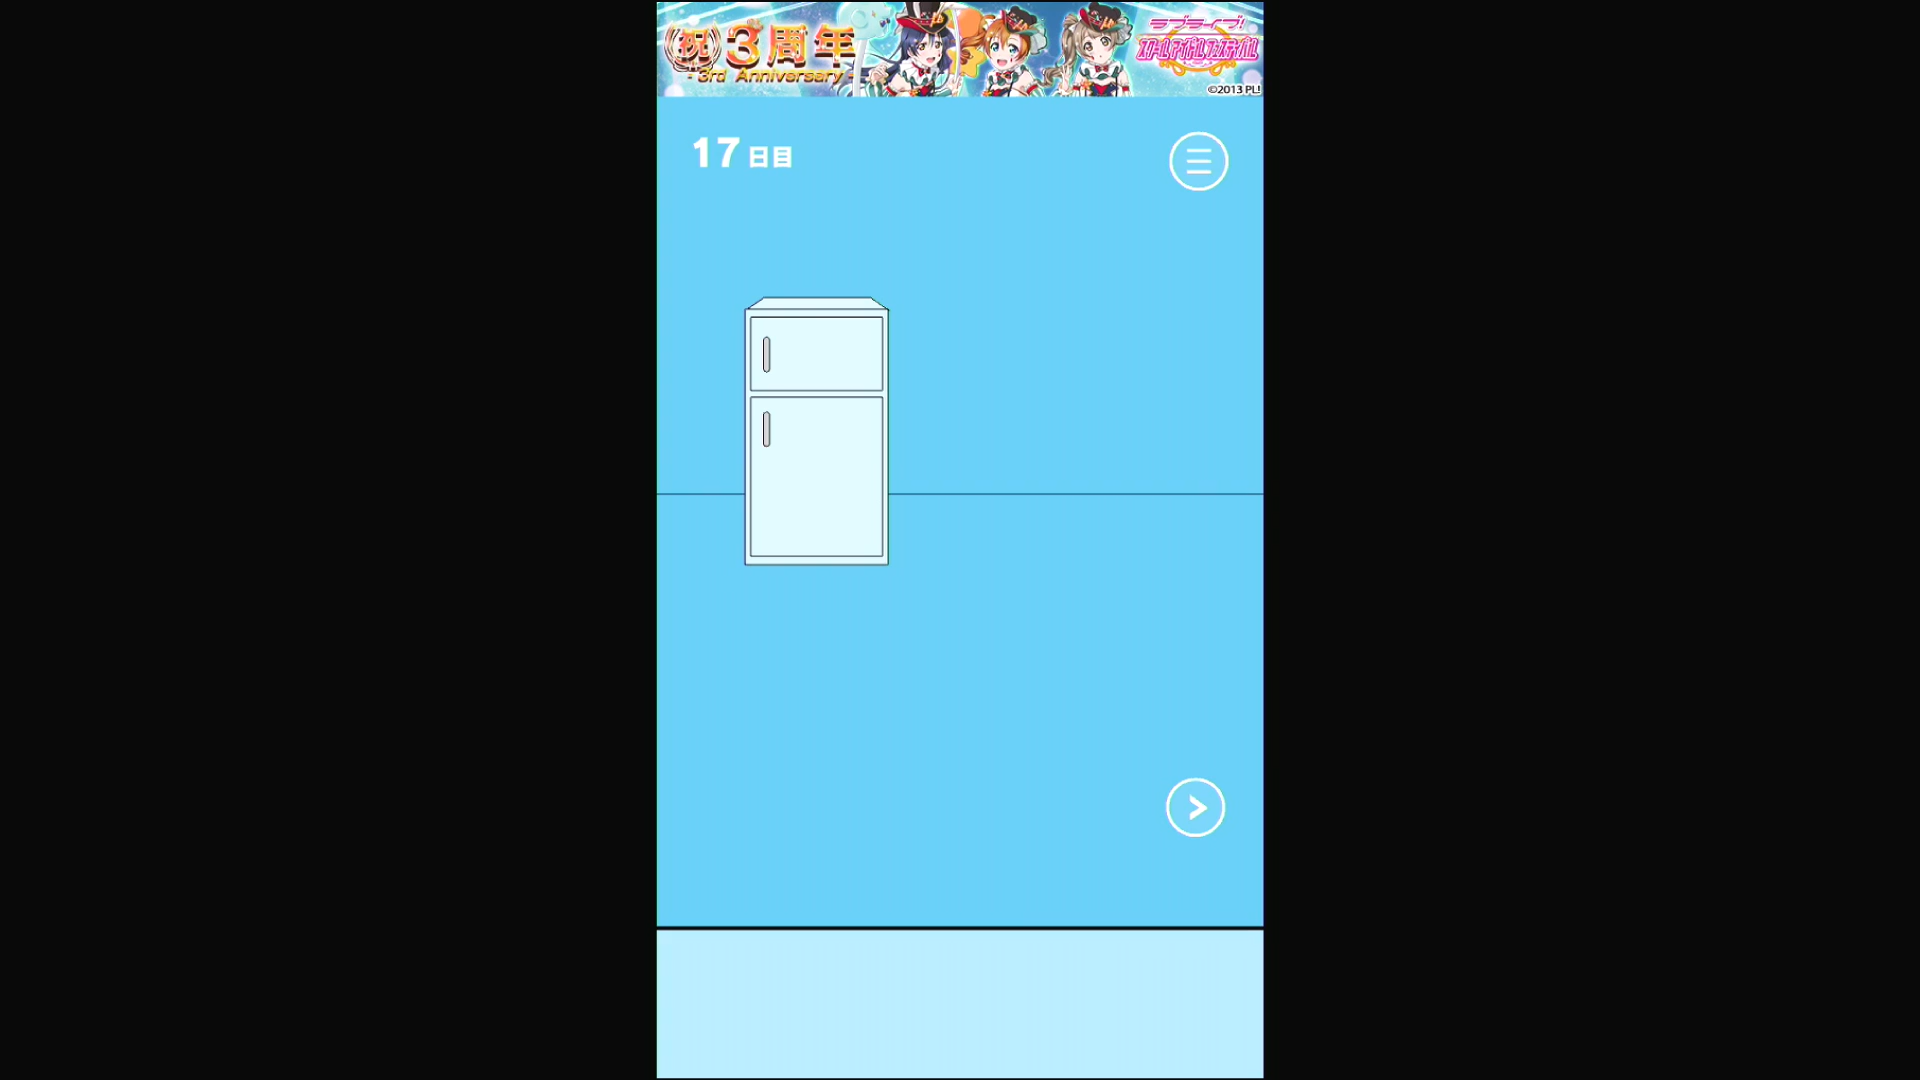 祝3周年
- 3rd Anniversary -
ラブライブ!
スクールアイドルフェスティバル
©2013 PL!
17日目